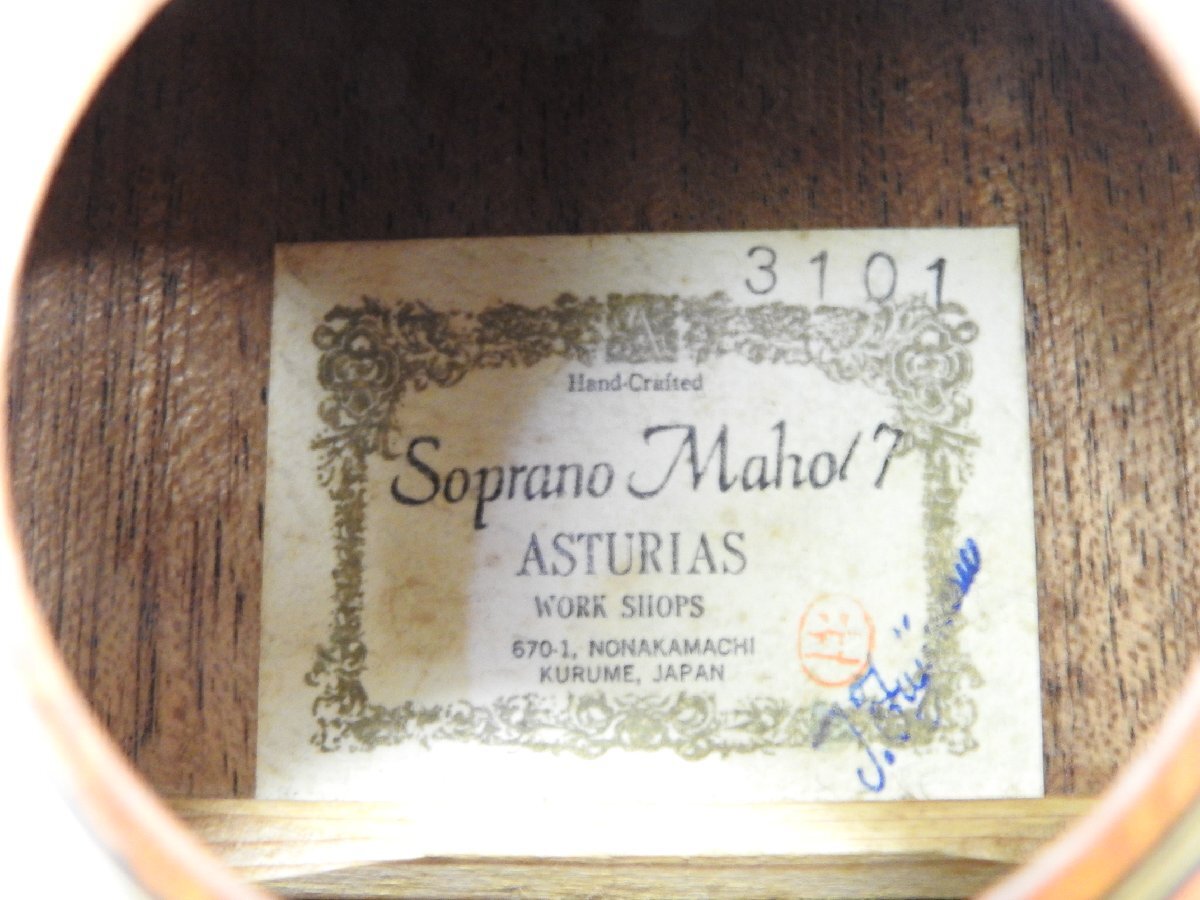 3101
A
Hand-Crafted
Soprano Maho/7
ASTURIAS
WORK SHOPS
670-1, NONAKAMACHI
KURUME, JAPAN